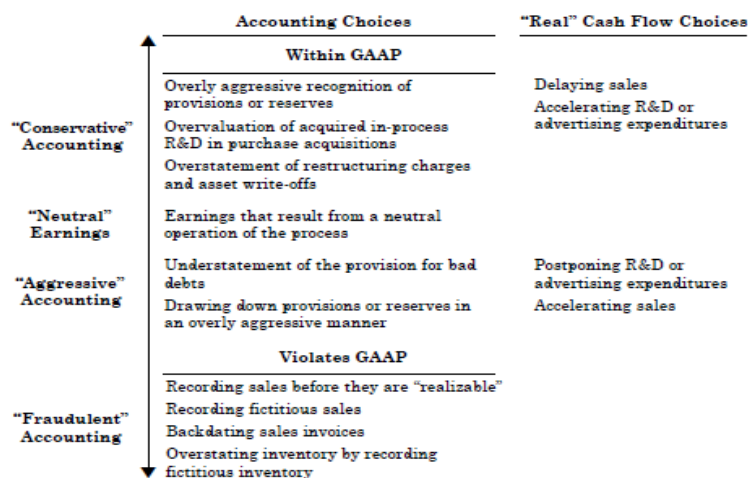 Accounting Choices
“Real” Cash Flow Choices
Within GAAP
“Conservative”
Accounting
Overly aggressive recognition of
provisions or reserves
Overvaluation of acquired in-process
R&D in purchase acquisitions
Overstatement of restructuring charges
and asset write-offs
Delaying sales
Accelerating R&D or
advertising expenditures
“Neutral”
Earnings
Earnings that result from a neutral
operation of the process
“Aggressive”
Accounting
Understatement of the provision for bad
debts
Drawing down provisions or reserves in
an overly aggressive manner
Postponing R&D or
advertising expenditures
Accelerating sales
Violates GAAP
“Fraudulent”
Accounting
Recording sales before they are “realizable”
Recording fictitious sales
Backdating sales invoices
Overstating inventory by recording
fictitious inventory